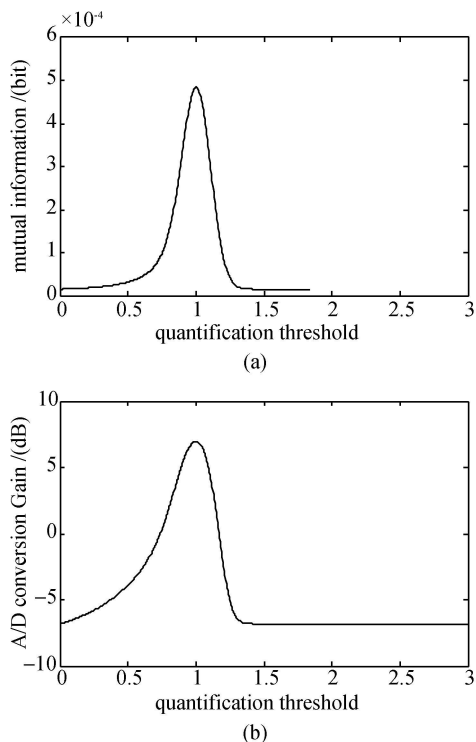 ×10⁻⁴
6
5
4
3
2
1
0
mutual information /(bit)
0 0.5 1 1.5 2 2.5 3
quantification threshold
(a)
10
5
0
−5
−10
A/D conversion Gain /(dB)
0 0.5 1 1.5 2 2.5 3
quantification threshold
(b)